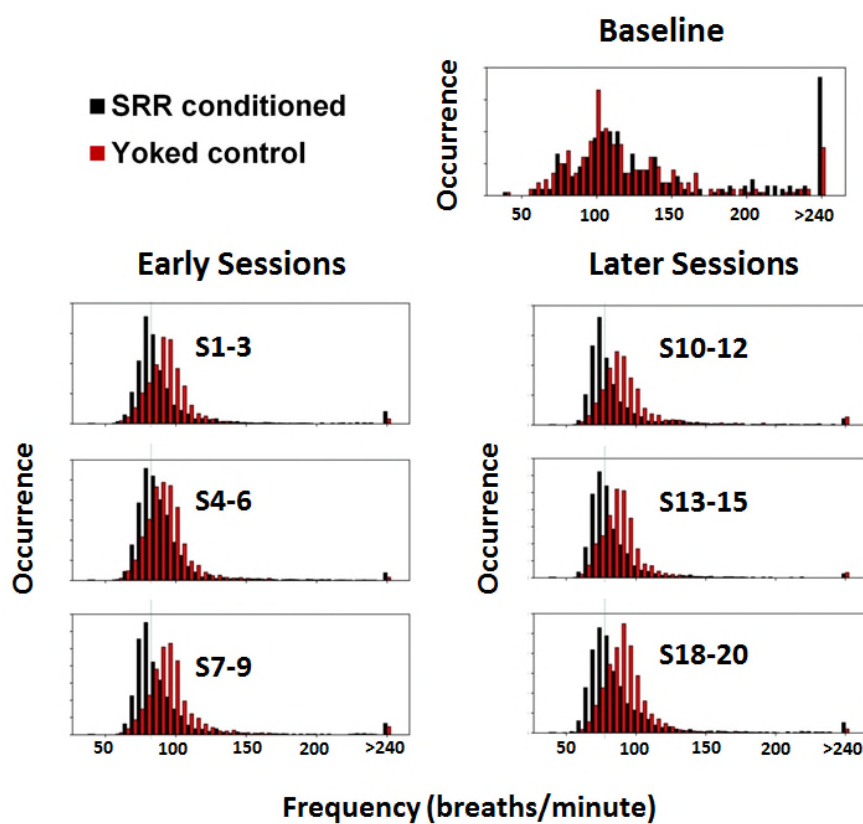 Baseline
SRR conditioned
Yoked control
Occurrence
50 100 150 200 >240
Early Sessions
Later Sessions
S1-3
S10-12
Occurrence
S4-6
Occurrence
S13-15
S7-9
S18-20
50 100 150 200 >240
50 100 150 200 >240
Frequency (breaths/minute)